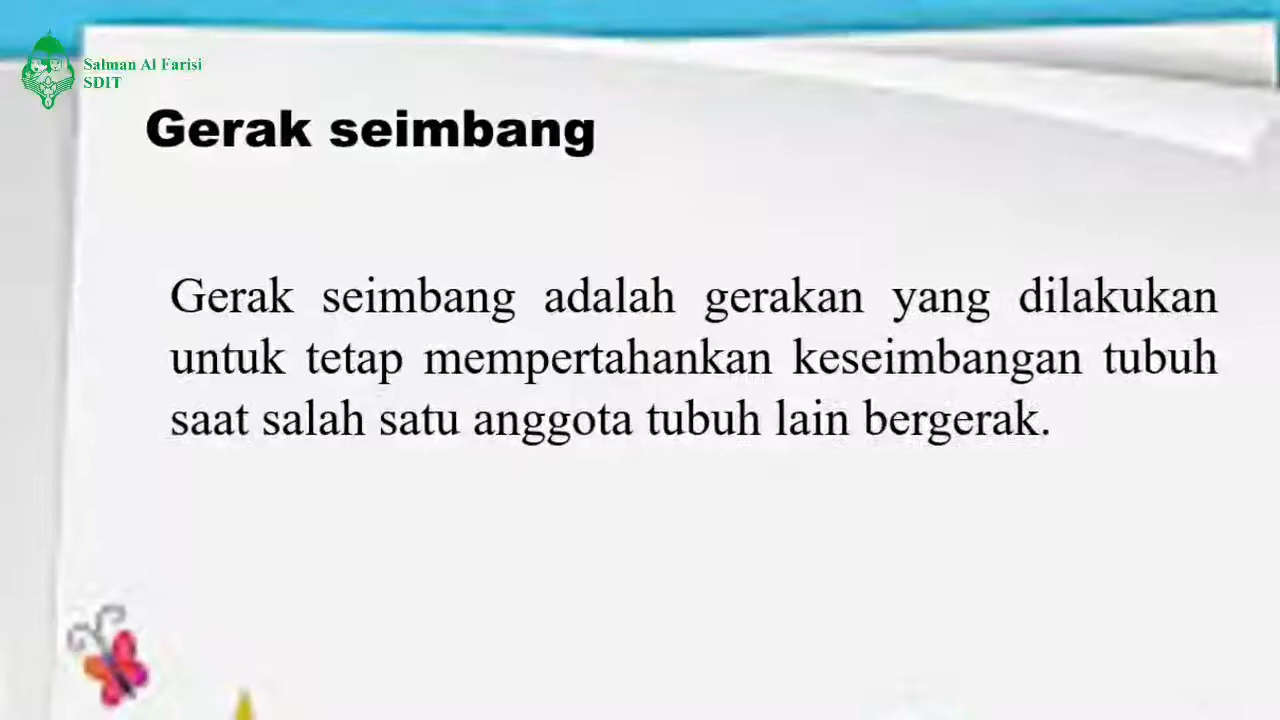 Salman Al Farisi
SDIT
Gerak seimbang
Gerak seimbang adalah gerakan yang dilakukan
untuk tetap mempertahankan keseimbangan tubuh
saat salah satu anggota tubuh lain bergerak.